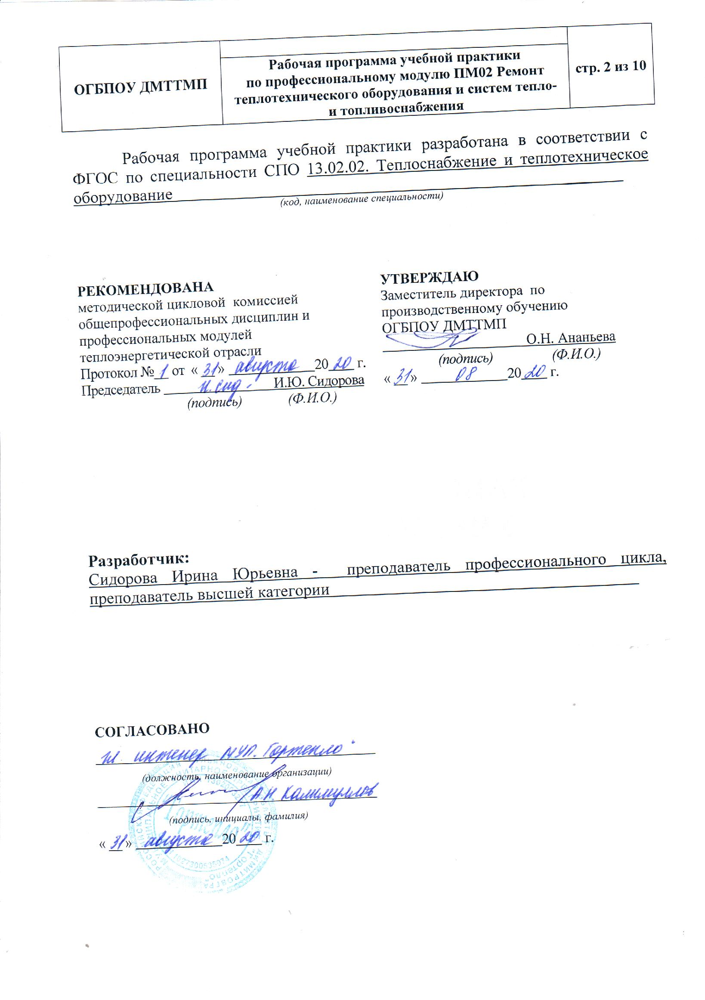 ОГБПОУ ДМТТМП
Рабочая программа учебной практики
по профессиональному модулю ПМ02 Ремонт
теплотехнического оборудования и систем тепло-
и топливоснабжения
стр. 2 из 10
Рабочая программа учебной практики разработана в соответствии с
ФГОС по специальности СПО 13.02.02. Теплоснабжение и теплотехническое
оборудование
(код, наименование специальности)
РЕКОМЕНДОВАНА
методической цикловой комиссией
общепрофессиональных дисциплин и
профессиональных модулей
теплоэнергетической отрасли
Протокол № 1 от « 31 » августа 20 20 г.
Председатель И. Сид. И.Ю. Сидорова
(подпись) (Ф.И.О.)
УТВЕРЖДАЮ
Заместитель директора по
производственному обучению
ОГБПОУ ДМТТМП
О.Н. Ананьева
(подпись) (Ф.И.О.)
« 31 » 08 20 20 г.
Разработчик:
Сидорова Ирина Юрьевна - преподаватель профессионального цикла,
преподаватель высшей категории
СОГЛАСОВАНО
инженер МУП. Гортепло
(должность, наименование организации)
А.Н. Калимуллов
(подпись, инициалы, фамилия)
« 31 » августа 20 20 г.
"Гортепло"